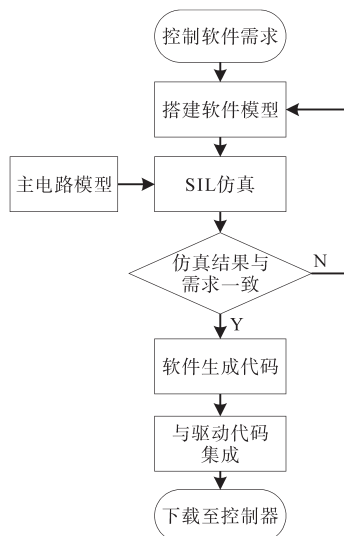 控制软件需求
搭建软件模型
主电路模型
SIL仿真
仿真结果与
需求一致
N
Y
软件生成代码
与驱动代码
集成
下载至控制器